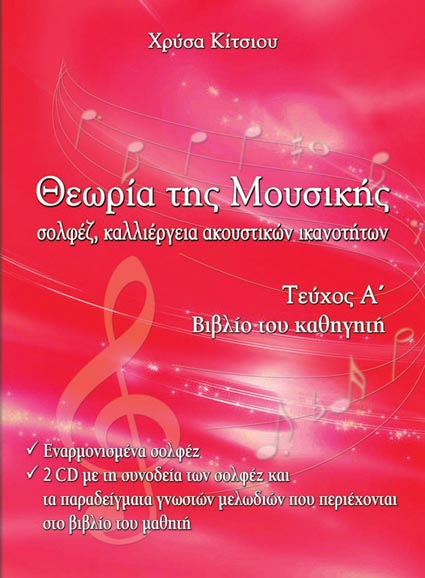 Χρύσα Κίτσιου
Θεωρία της Μουσικής
σολφέζ, καλλιέργεια ακουστικών ικανοτήτων
Τεύχος Α΄
Βιβλίο του καθηγητή
✓ Εναρμονισμένα σολφέζ
✓ 2 CD με τη συνοδεία των σολφέζ και
τα παραδείγματα γνωσιών μελωδιών που περιέχονται
στο βιβλίο του μαθητή